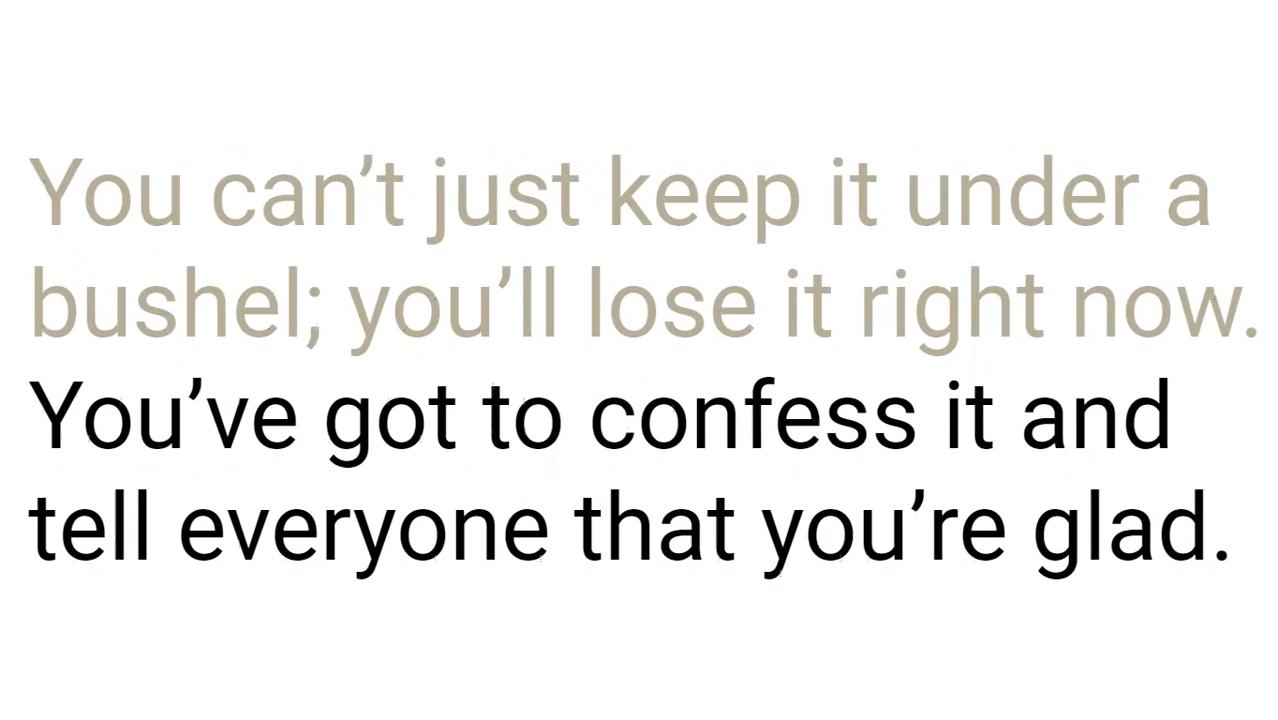 You can’t just keep it under a
bushel; you’ll lose it right now.
You’ve got to confess it and
tell everyone that you’re glad.